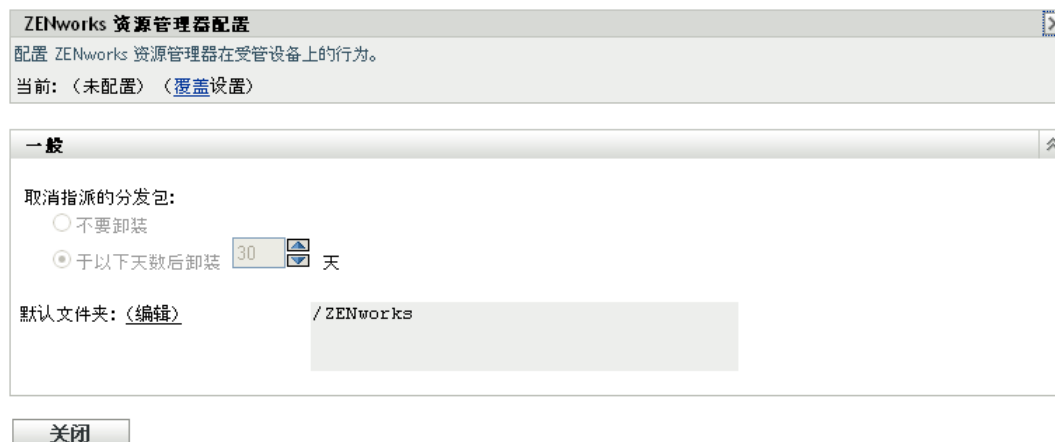 ZENworks 资源管理器配置
配置 ZENworks 资源管理器在受管设备上的行为。
当前: （未配置） （覆盖设置）
一般
取消指派的分发包:
不要卸装
于以下天数后卸装 30 天
默认文件夹: (编辑) /ZENworks
关闭